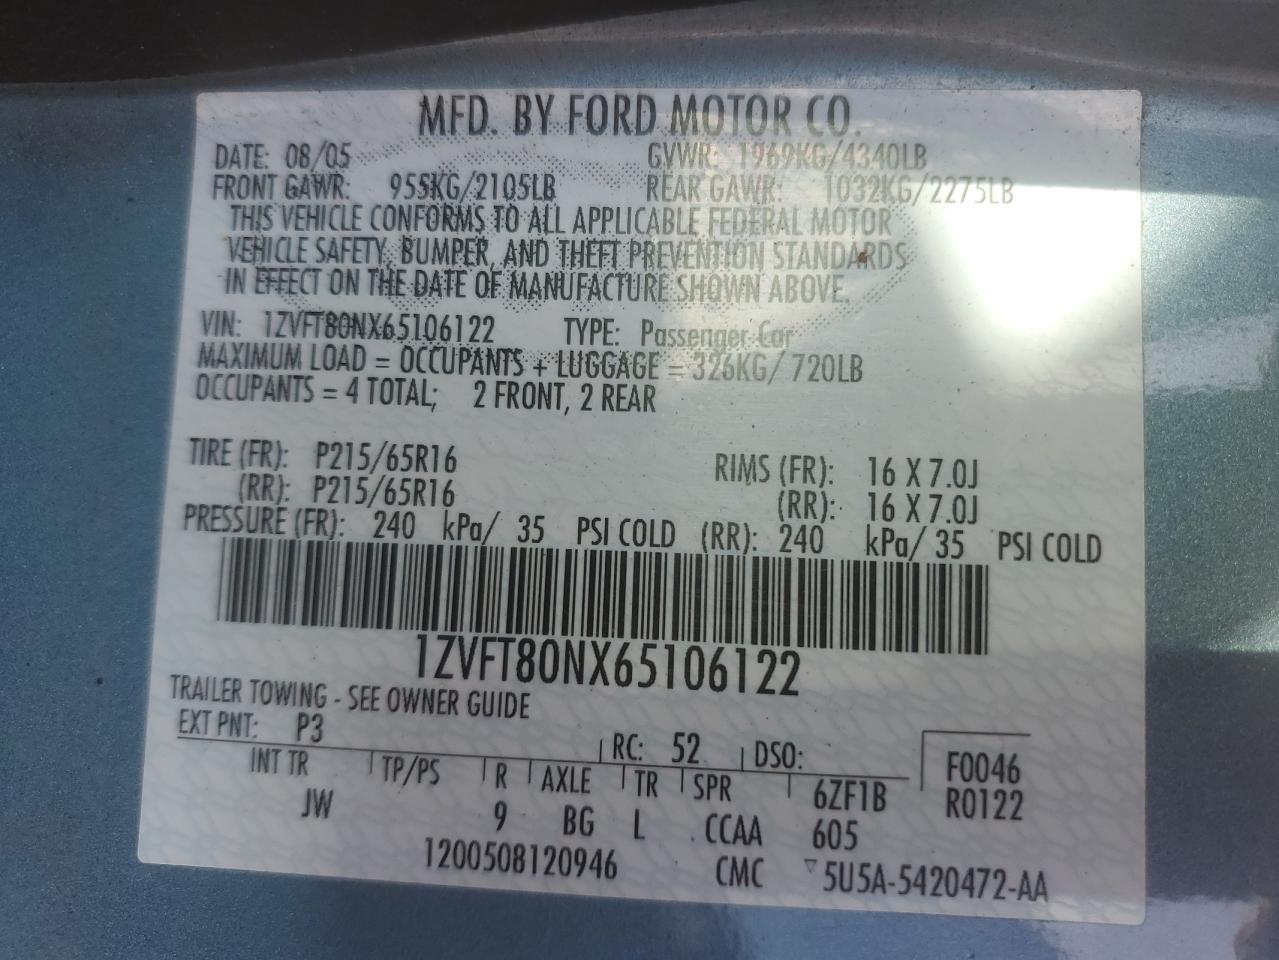 MFD. BY FORD MOTOR CO.
DATE: 08/05 GVWR: 1969KG/4340LB
FRONT GAWR: 955KG/2105LB REAR GAWR: 1032KG/2275LB
THIS VEHICLE CONFORMS TO ALL APPLICABLE FEDERAL MOTOR
VEHICLE SAFETY, BUMPER, AND THEFT PREVENTION STANDARDS
IN EFFECT ON THE DATE OF MANUFACTURE SHOWN ABOVE.
VIN: 1ZVFT80NX65106122 TYPE: Passenger Car
MAXIMUM LOAD = OCCUPANTS + LUGGAGE = 326KG/ 720LB
OCCUPANTS = 4 TOTAL; 2 FRONT, 2 REAR
TIRE (FR): P215/65R16 RIMS (FR): 16 X 7.0J
(RR): P215/65R16 (RR): 16 X 7.0J
PRESSURE (FR): 240 kPa/ 35 PSI COLD (RR): 240 kPa/ 35 PSI COLD
1ZVFT80NX65106122
TRAILER TOWING - SEE OWNER GUIDE
EXT PNT: P3 RC: 52 DSO: F0046
INT TR TP/PS R AXLE TR SPR 6ZF1B R0122
JW 9 BG L CCAA 605
1200508120946 CMC ▽5U5A-5420472-AA